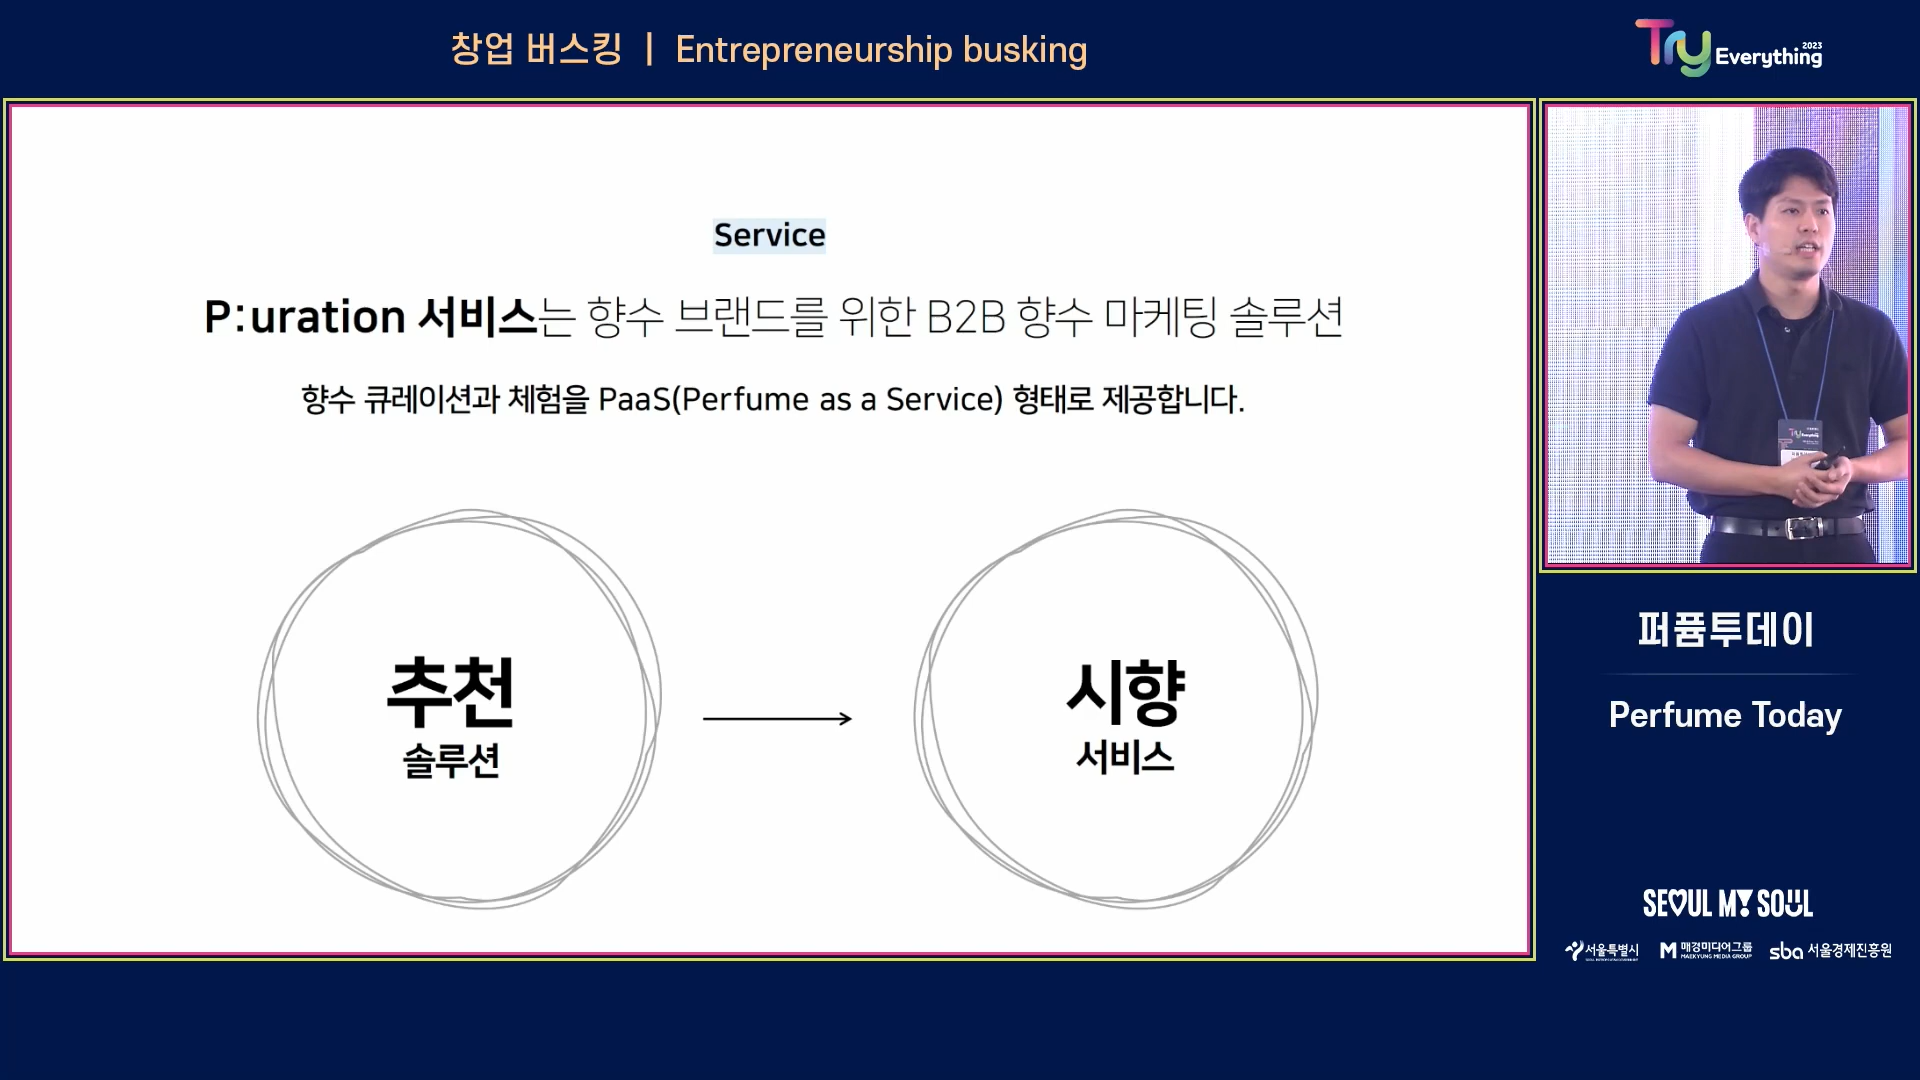 창업 버스킹 | Entrepreneurship busking
Try Everything 2023
Service
P:uration 서비스는 향수 브랜드를 위한 B2B 향수 마케팅 솔루션
향수 큐레이션과 체험을 PaaS(Perfume as a Service) 형태로 제공합니다.
추천
솔루션
시향
서비스
Try Everything
퍼퓸투데이
Perfume Today
SEOUL MY SOUL
서울특별시
M 매경미디어그룹
MAEKYUNG MEDIA GROUP
sba 서울경제진흥원